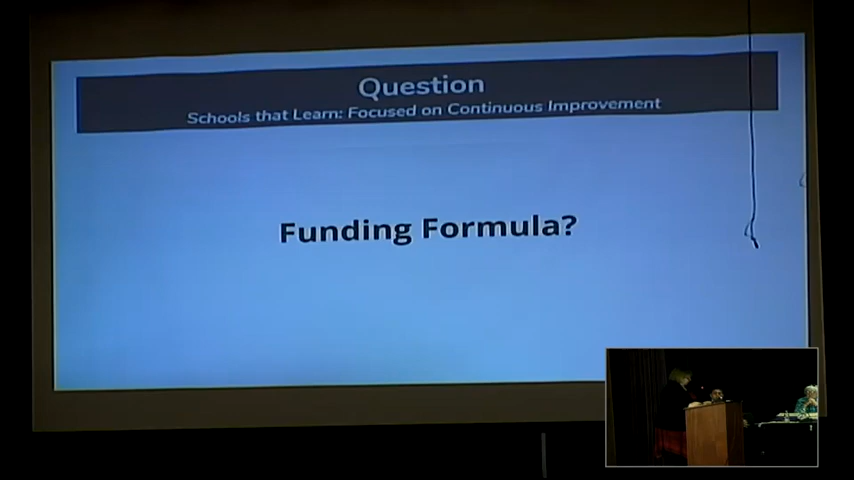 Question
Schools that Learn: Focused on Continuous Improvement
Funding Formula?